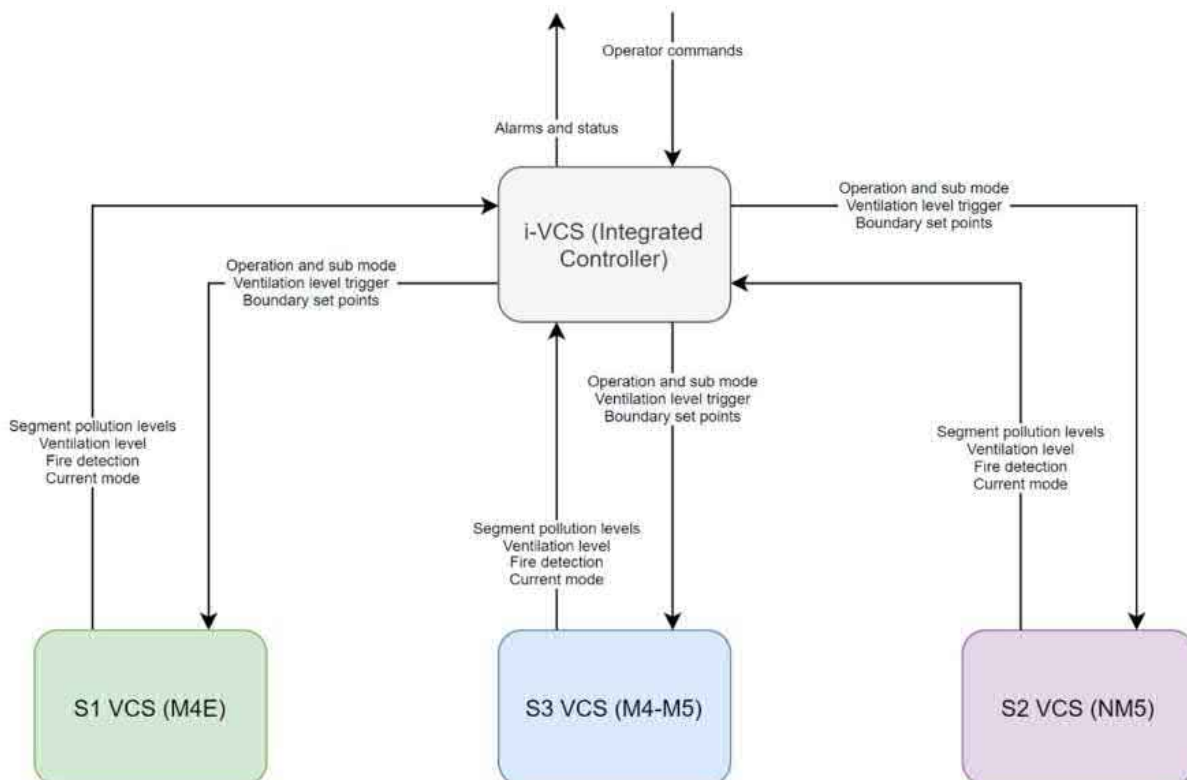 Operator commands
Alarms and status
i-VCS (Integrated
Controller)
Operation and sub mode
Ventilation level trigger
Boundary set points
Operation and sub mode
Ventilation level trigger
Boundary set points
Operation and sub mode
Ventilation level trigger
Boundary set points
Segment pollution levels
Ventilation level
Fire detection
Current mode
Segment pollution levels
Ventilation level
Fire detection
Current mode
Segment pollution levels
Ventilation level
Fire detection
Current mode
S1 VCS (M4E)
S3 VCS (M4-M5)
S2 VCS (NM5)